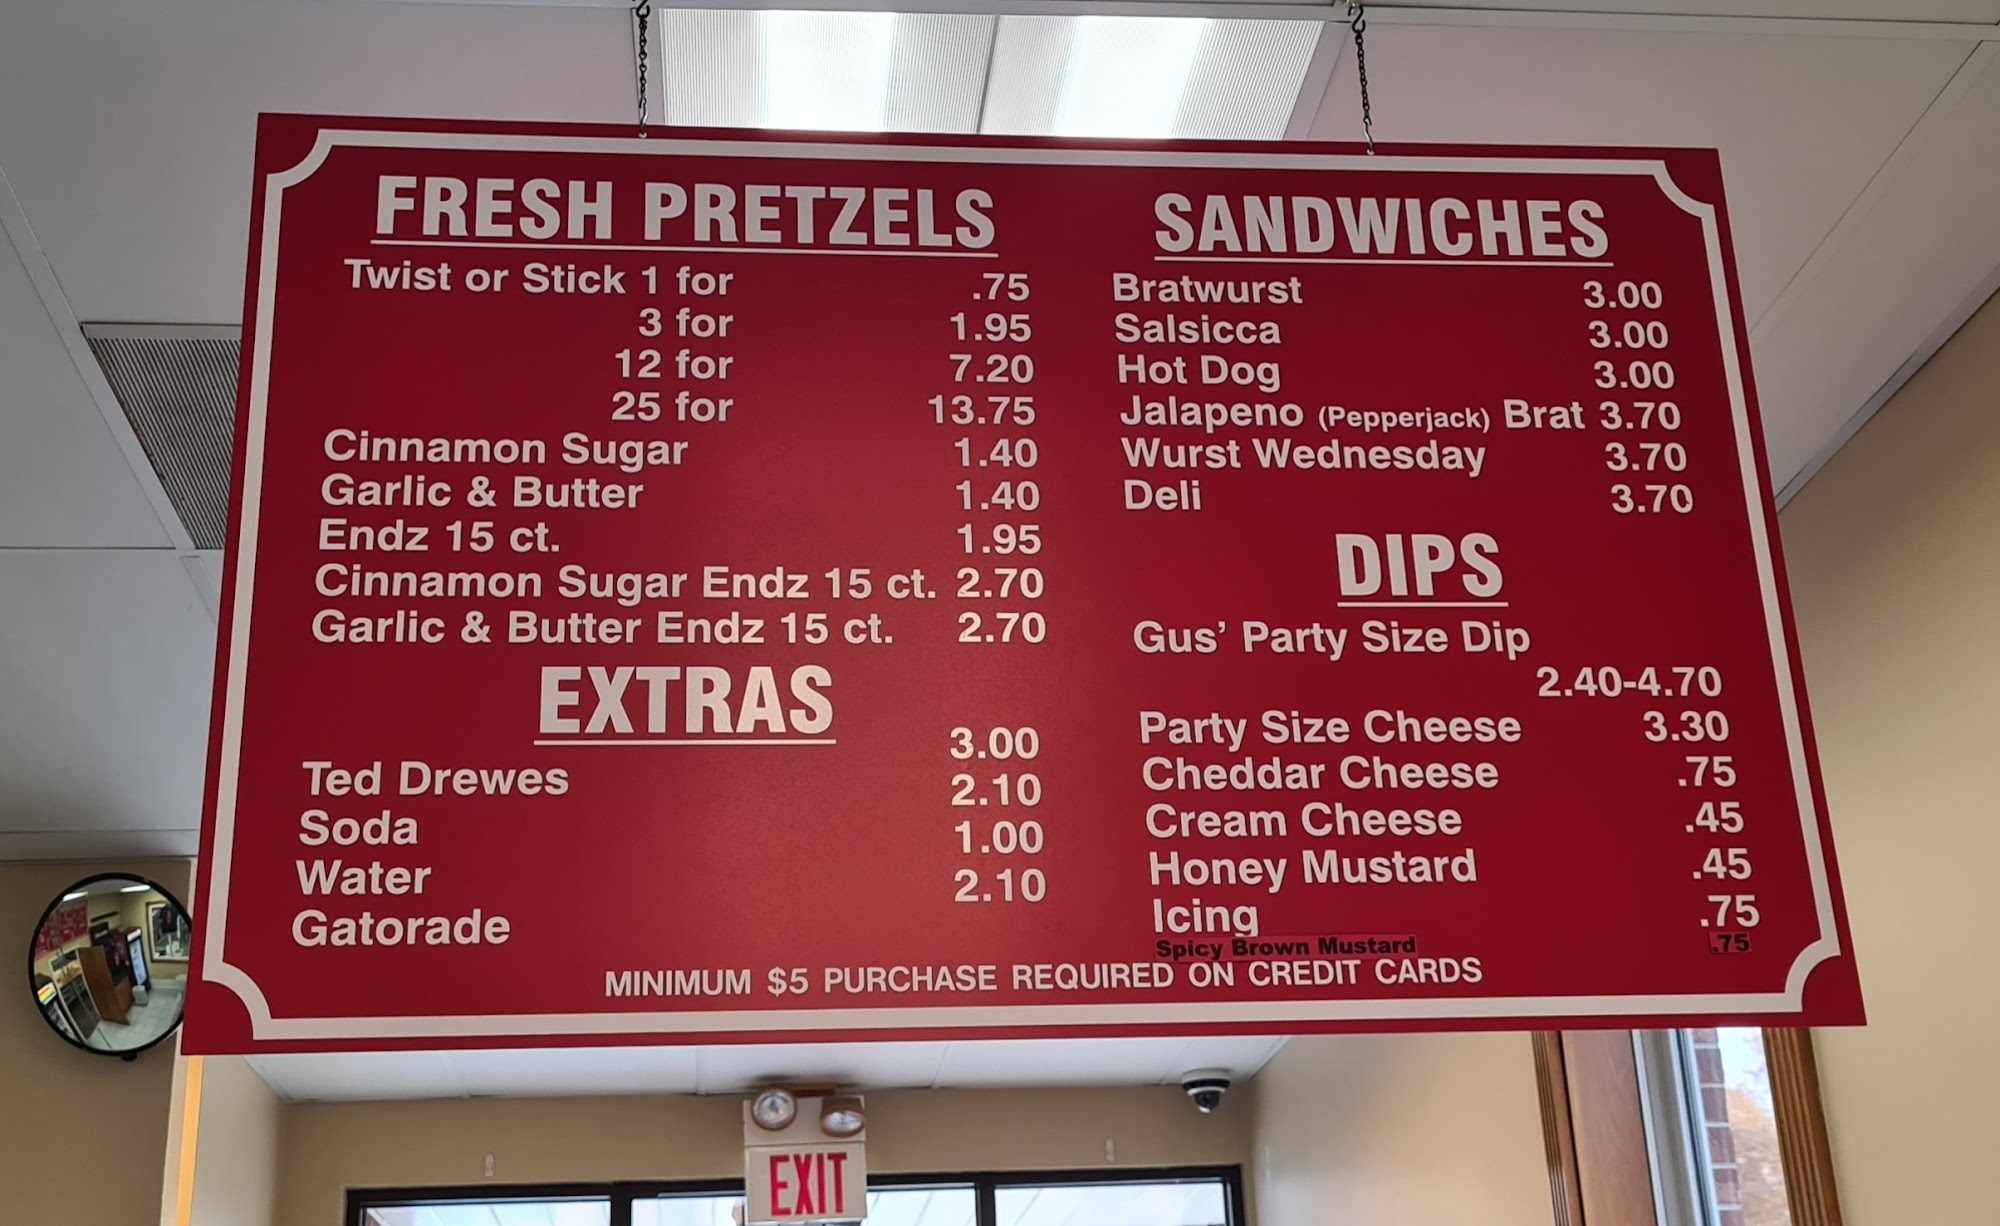 FRESH PRETZELS
Twist or Stick 1 for .75
3 for 1.95
12 for 7.20
25 for 13.75
Cinnamon Sugar 1.40
Garlic & Butter 1.40
Endz 15 ct. 1.95
Cinnamon Sugar Endz 15 ct. 2.70
Garlic & Butter Endz 15 ct. 2.70
EXTRAS
Ted Drewes 3.00
Soda 2.10
Water 1.00
Gatorade 2.10
SANDWICHES
Bratwurst 3.00
Salsicca 3.00
Hot Dog 3.00
Jalapeno (Pepperjack) Brat 3.70
Wurst Wednesday 3.70
Deli 3.70
DIPS
Gus’ Party Size Dip
2.40-4.70
Party Size Cheese 3.30
Cheddar Cheese .75
Cream Cheese .45
Honey Mustard .45
Icing .75
Spicy Brown Mustard .75
MINIMUM $5 PURCHASE REQUIRED ON CREDIT CARDS
EXIT